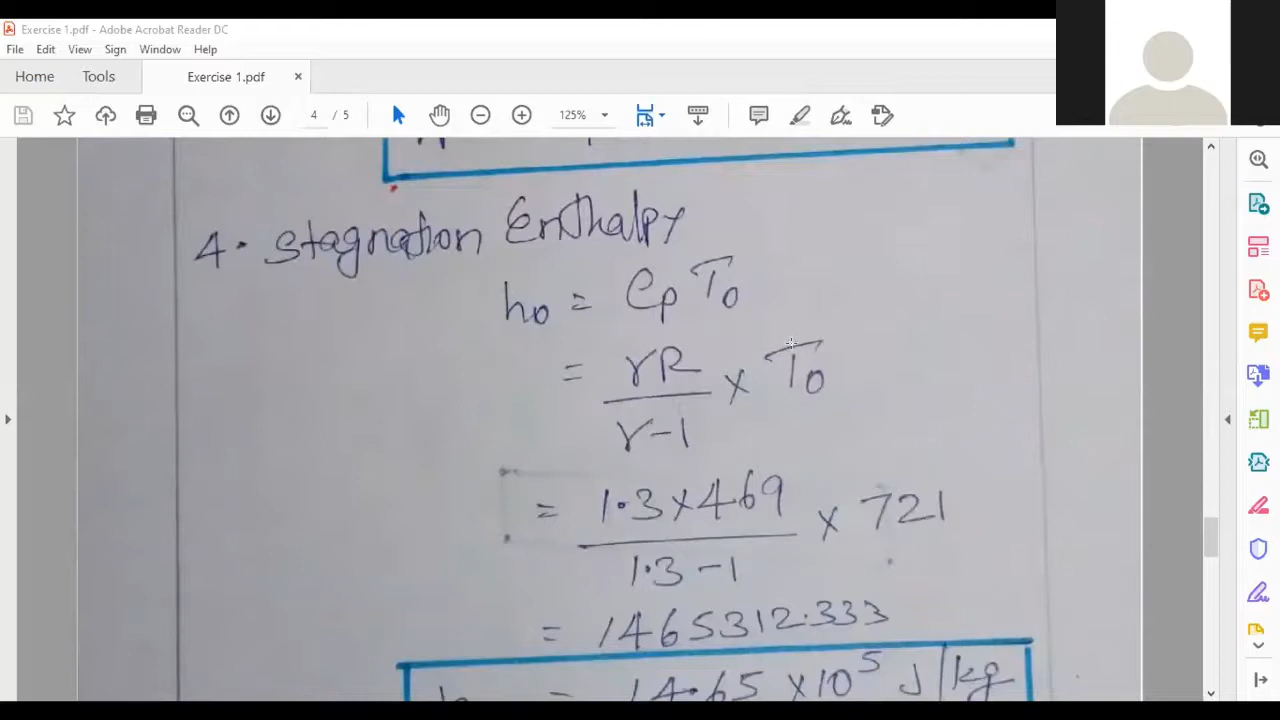 Exercise 1.pdf - Adobe Acrobat Reader DC
File Edit View Sign Window Help
Home Tools Exercise 1.pdf ×
4 / 5 125%
4. Stagnation Enthalpy
h0 = Cp T0
= γR / γ-1 × T0
= 1.3×469 / 1.3-1 × 721
= 1465312.333
= 14.65 ×10^5 J/kg